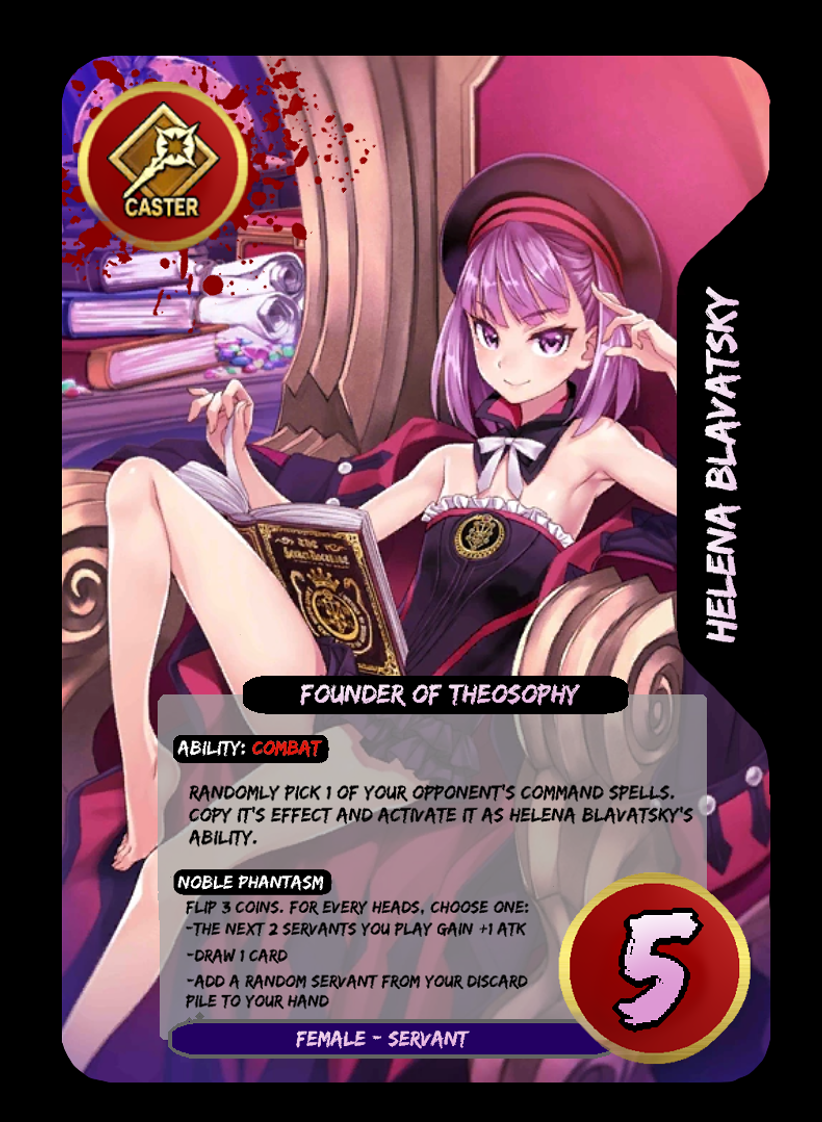 CASTER
HELENA BLAVATSKY
THE
SECRET DOCTRINE
FOUNDER OF THEOSOPHY
ABILITY: COMBAT
RANDOMLY PICK 1 OF YOUR OPPONENT'S COMMAND SPELLS.
COPY IT'S EFFECT AND ACTIVATE IT AS HELENA BLAVATSKY'S
ABILITY.
NOBLE PHANTASM
FLIP 3 COINS. FOR EVERY HEADS, CHOOSE ONE:
-THE NEXT 2 SERVANTS YOU PLAY GAIN +1 ATK
-DRAW 1 CARD
-ADD A RANDOM SERVANT FROM YOUR DISCARD
PILE TO YOUR HAND
5
FEMALE - SERVANT